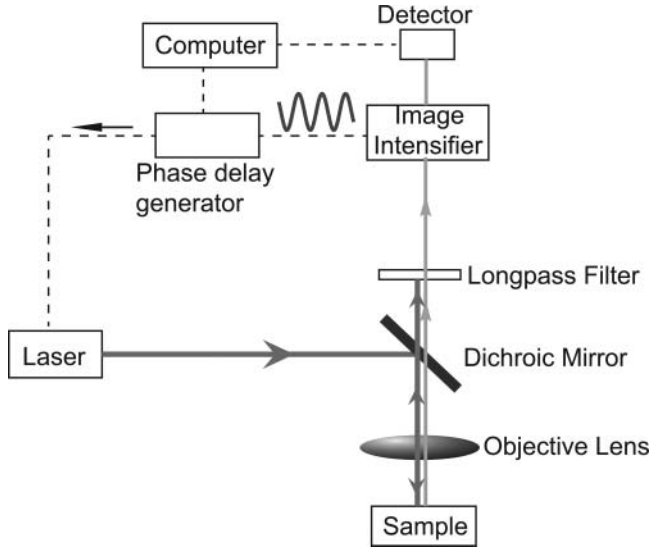 Detector
Computer
Image
Intensifier
Phase delay
generator
Longpass Filter
Laser
Dichroic Mirror
Objective Lens
Sample